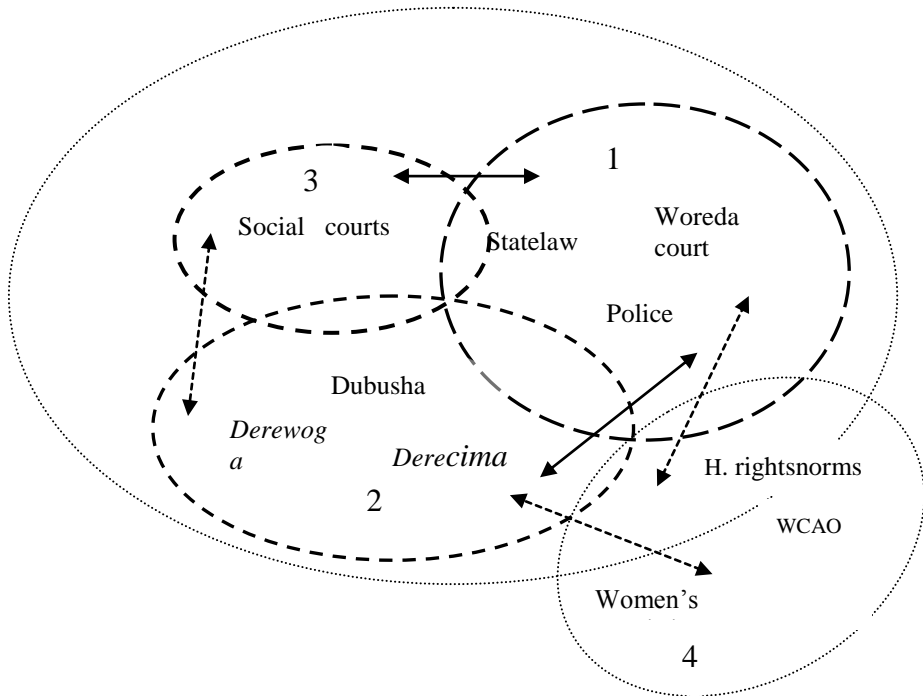 1
3
Woreda
court
Social courts
Statelaw
Police
Dubusha
Derewog
a
Derecima
H. rightsnorms
2
WCAO
Women's
4